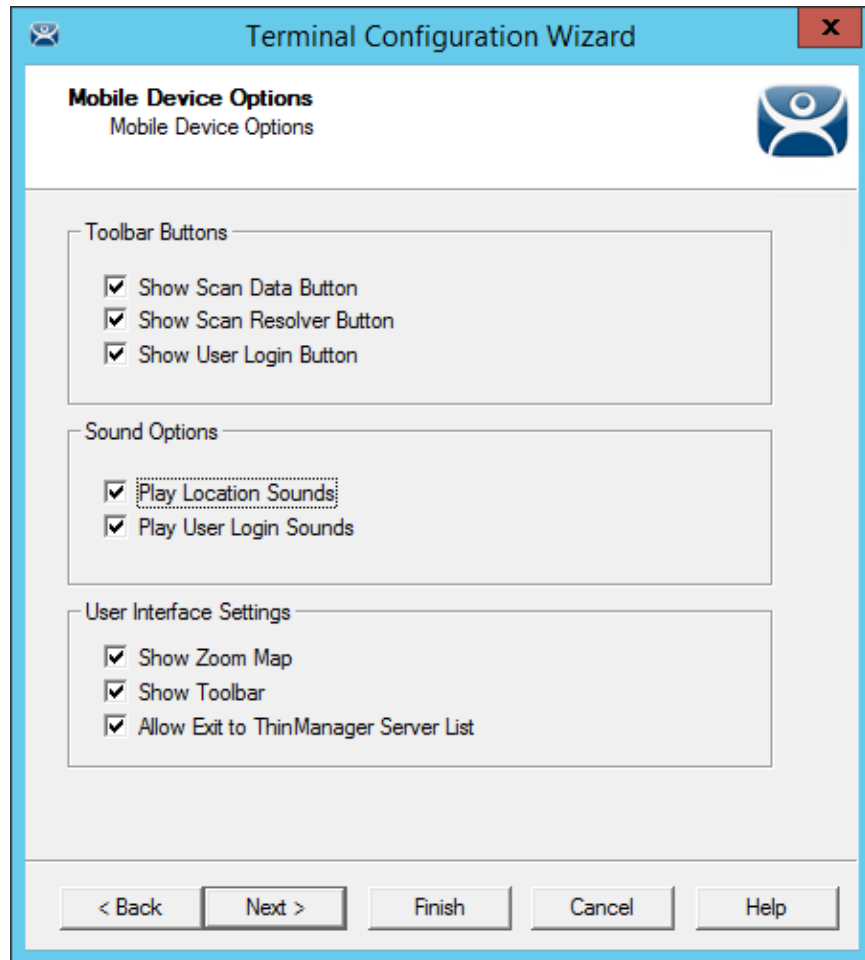 Terminal Configuration Wizard
x
Mobile Device Options
Mobile Device Options
Toolbar Buttons
Show Scan Data Button
Show Scan Resolver Button
Show User Login Button
Sound Options
Play Location Sounds
Play User Login Sounds
User Interface Settings
Show Zoom Map
Show Toolbar
Allow Exit to ThinManager Server List
< Back Next > Finish Cancel Help